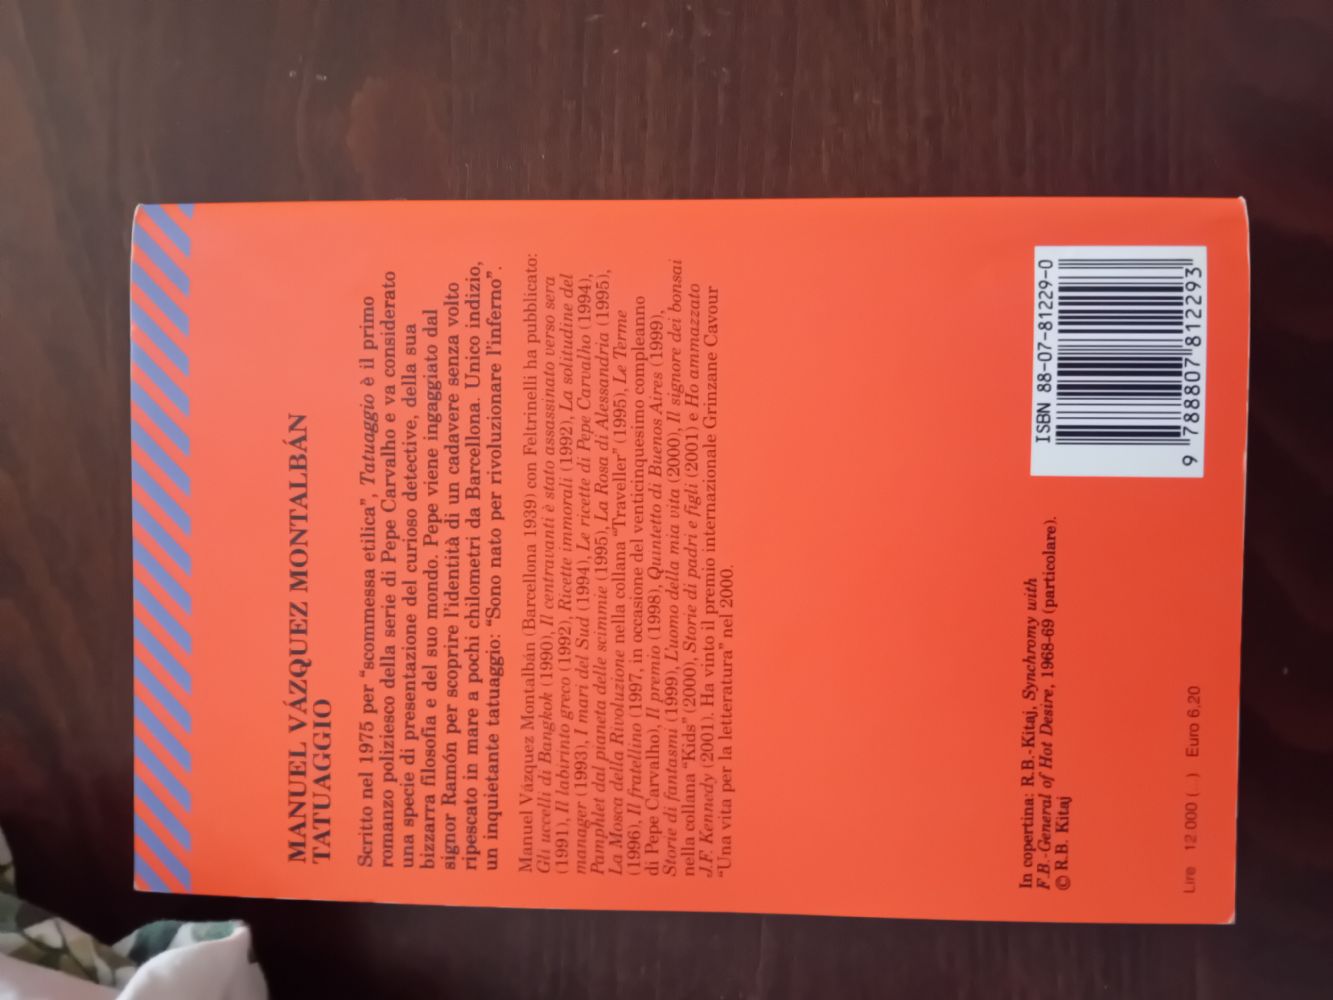 MANUEL VÁZQUEZ MONTALBÁN
TATUAGGIO
Scritto nel 1975 per “scommessa etilica”, Tatuaggio è il primo
romanzo poliziesco della serie di Pepe Carvalho e va considerato
una specie di presentazione del curioso detective, della sua
bizzarra filosofia e del suo mondo. Pepe viene ingaggiato dal
signor Ramón per scoprire l’identità di un cadavere senza volto
ripescato in mare a pochi chilometri da Barcellona. Unico indizio,
un inquietante tatuaggio: “Sono nato per rivoluzionare l’inferno”.
Manuel Vázquez Montalbán (Barcellona 1939) con Feltrinelli ha pubblicato:
Gli uccelli di Bangkok (1990), Il centravanti è stato assassinato verso sera
(1991), Il labirinto greco (1992), Ricette immorali (1992), La solitudine del
manager (1993), I mari del Sud (1994), Le ricette di Pepe Carvalho (1994),
Pamphlet dal pianeta delle scimmie (1995), La Rosa di Alessandria (1995),
La Mosca della Rivoluzione nella collana “Traveller” (1995), Le Terme
(1996), Il fratellino (1997, in occasione del venticinquesimo compleanno
di Pepe Carvalho), Il premio (1998), Quintetto di Buenos Aires (1999),
Storie di fantasmi (1999), L’uomo della mia vita (2000), Il signore dei bonsai
nella collana “Kids” (2000), Storie di padri e figli (2001) e Ho ammazzato
J.F. Kennedy (2001). Ha vinto il premio internazionale Grinzane Cavour
“Una vita per la letteratura” nel 2000.
In copertina: R.B.-Kitaj, Synchromy with
F.B.-General of Hot Desire, 1968-69 (particolare).
© R.B. Kitaj
ISBN 88-07-81229-0
9 788807 812293
Lire 12.000 (...) Euro 6,20